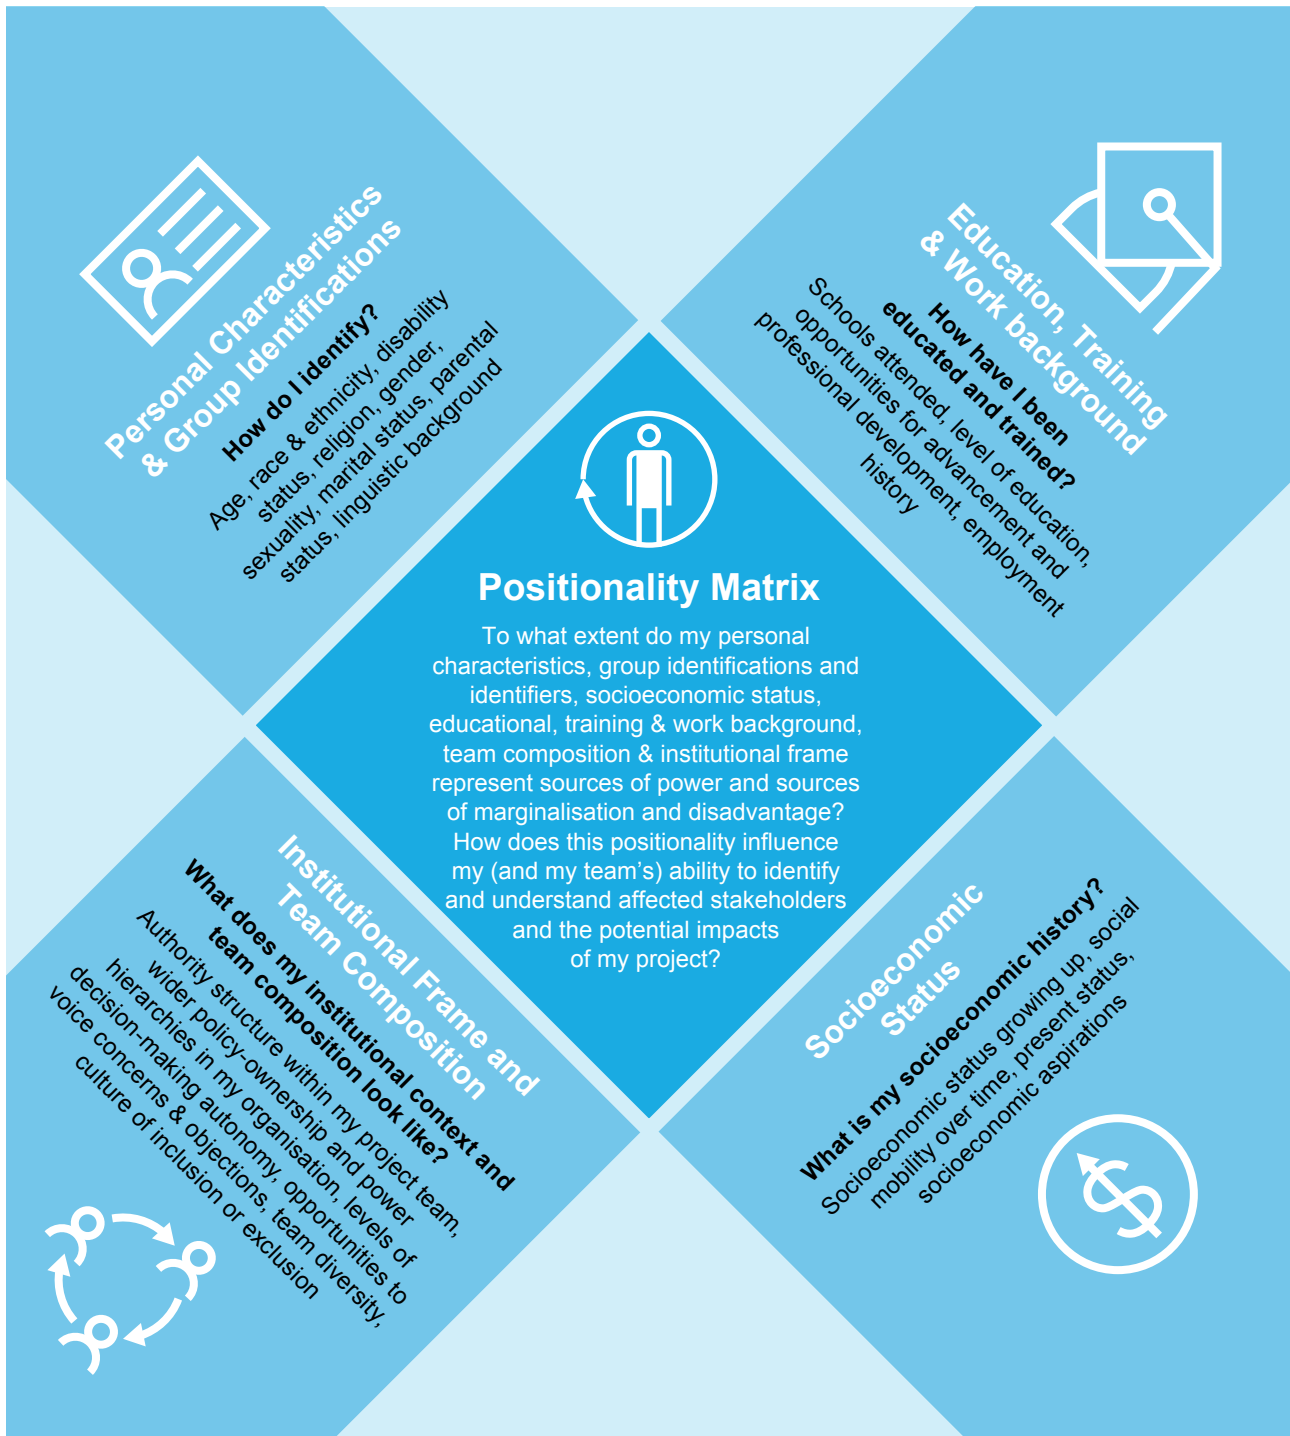 Personal Characteristics
& Group Identifications
How do I identify?
Age, race & ethnicity, disability
status, religion, gender,
sexuality, marital status, parental
status, linguistic background
Education, Training
& Work background
How have I been
educated and trained?
Schools attended, level of education,
opportunities for advancement and
professional development, employment
history
Positionality Matrix
To what extent do my personal
characteristics, group identifications and
identifiers, socioeconomic status,
educational, training & work background,
team composition & institutional frame
represent sources of power and sources
of marginalisation and disadvantage?
How does this positionality influence
my (and my team's) ability to identify
and understand affected stakeholders
and the potential impacts
of my project?
Institutional Frame and
Team Composition
What does my institutional context and
team composition look like?
Authority structure within my project team,
wider policy-ownership and power
hierarchies in my organisation, levels of
decision-making autonomy, opportunities to
voice concerns & objections, team diversity,
culture of inclusion or exclusion
Socioeconomic
Status
What is my socioeconomic history?
Socioeconomic status growing up, social
mobility over time, present status,
socioeconomic aspirations